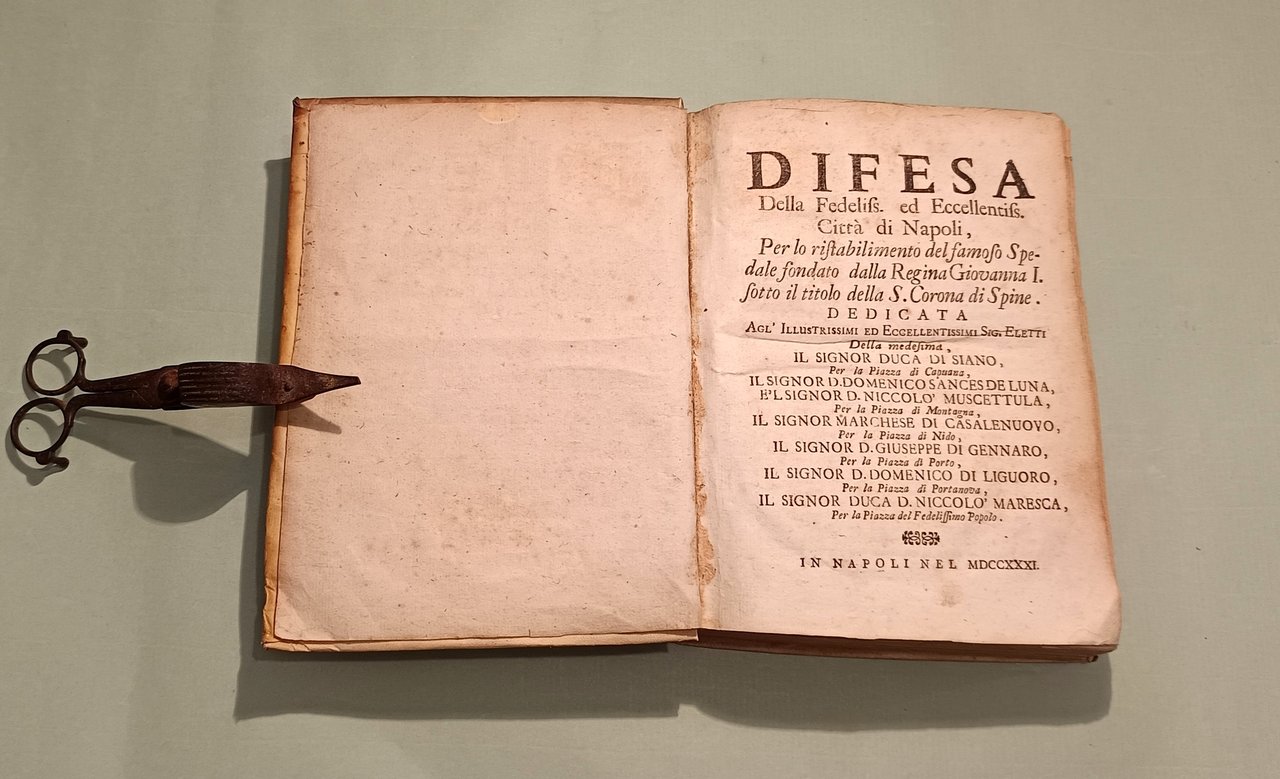 DIFESA
Della Fedeliſs. ed Eccellentiſs.
Città di Napoli,
Per lo riſtabilimento del famoſo Spe-
dale fondato dalla Regina Giovanna I.
ſotto il titolo della S. Corona di Spine.
DEDICATA
AGL' ILLUSTRISSIMI ED ECCELLENTISSIMI SIG. ELETTI
Della medeſima,
IL SIGNOR DUCA DI SIANO,
Per la Piazza di Capuana,
IL SIGNOR D. DOMENICO SANCES DE LUNA,
E'L SIGNOR D. NICCOLO' MUSCETTULA,
Per la Piazza di Montagna,
IL SIGNOR MARCHESE DI CASALENUOVO,
Per la Piazza di Nido,
IL SIGNOR D. GIUSEPPE DI GENNARO,
Per la Piazza di Porto,
IL SIGNOR D. DOMENICO DI LIGUORO,
Per la Piazza di Portanova,
IL SIGNOR DUCA D. NICCOLO' MARESCA,
Per la Piazza del Fedeliſſimo Popolo.
IN NAPOLI NEL MDCCXXXI.